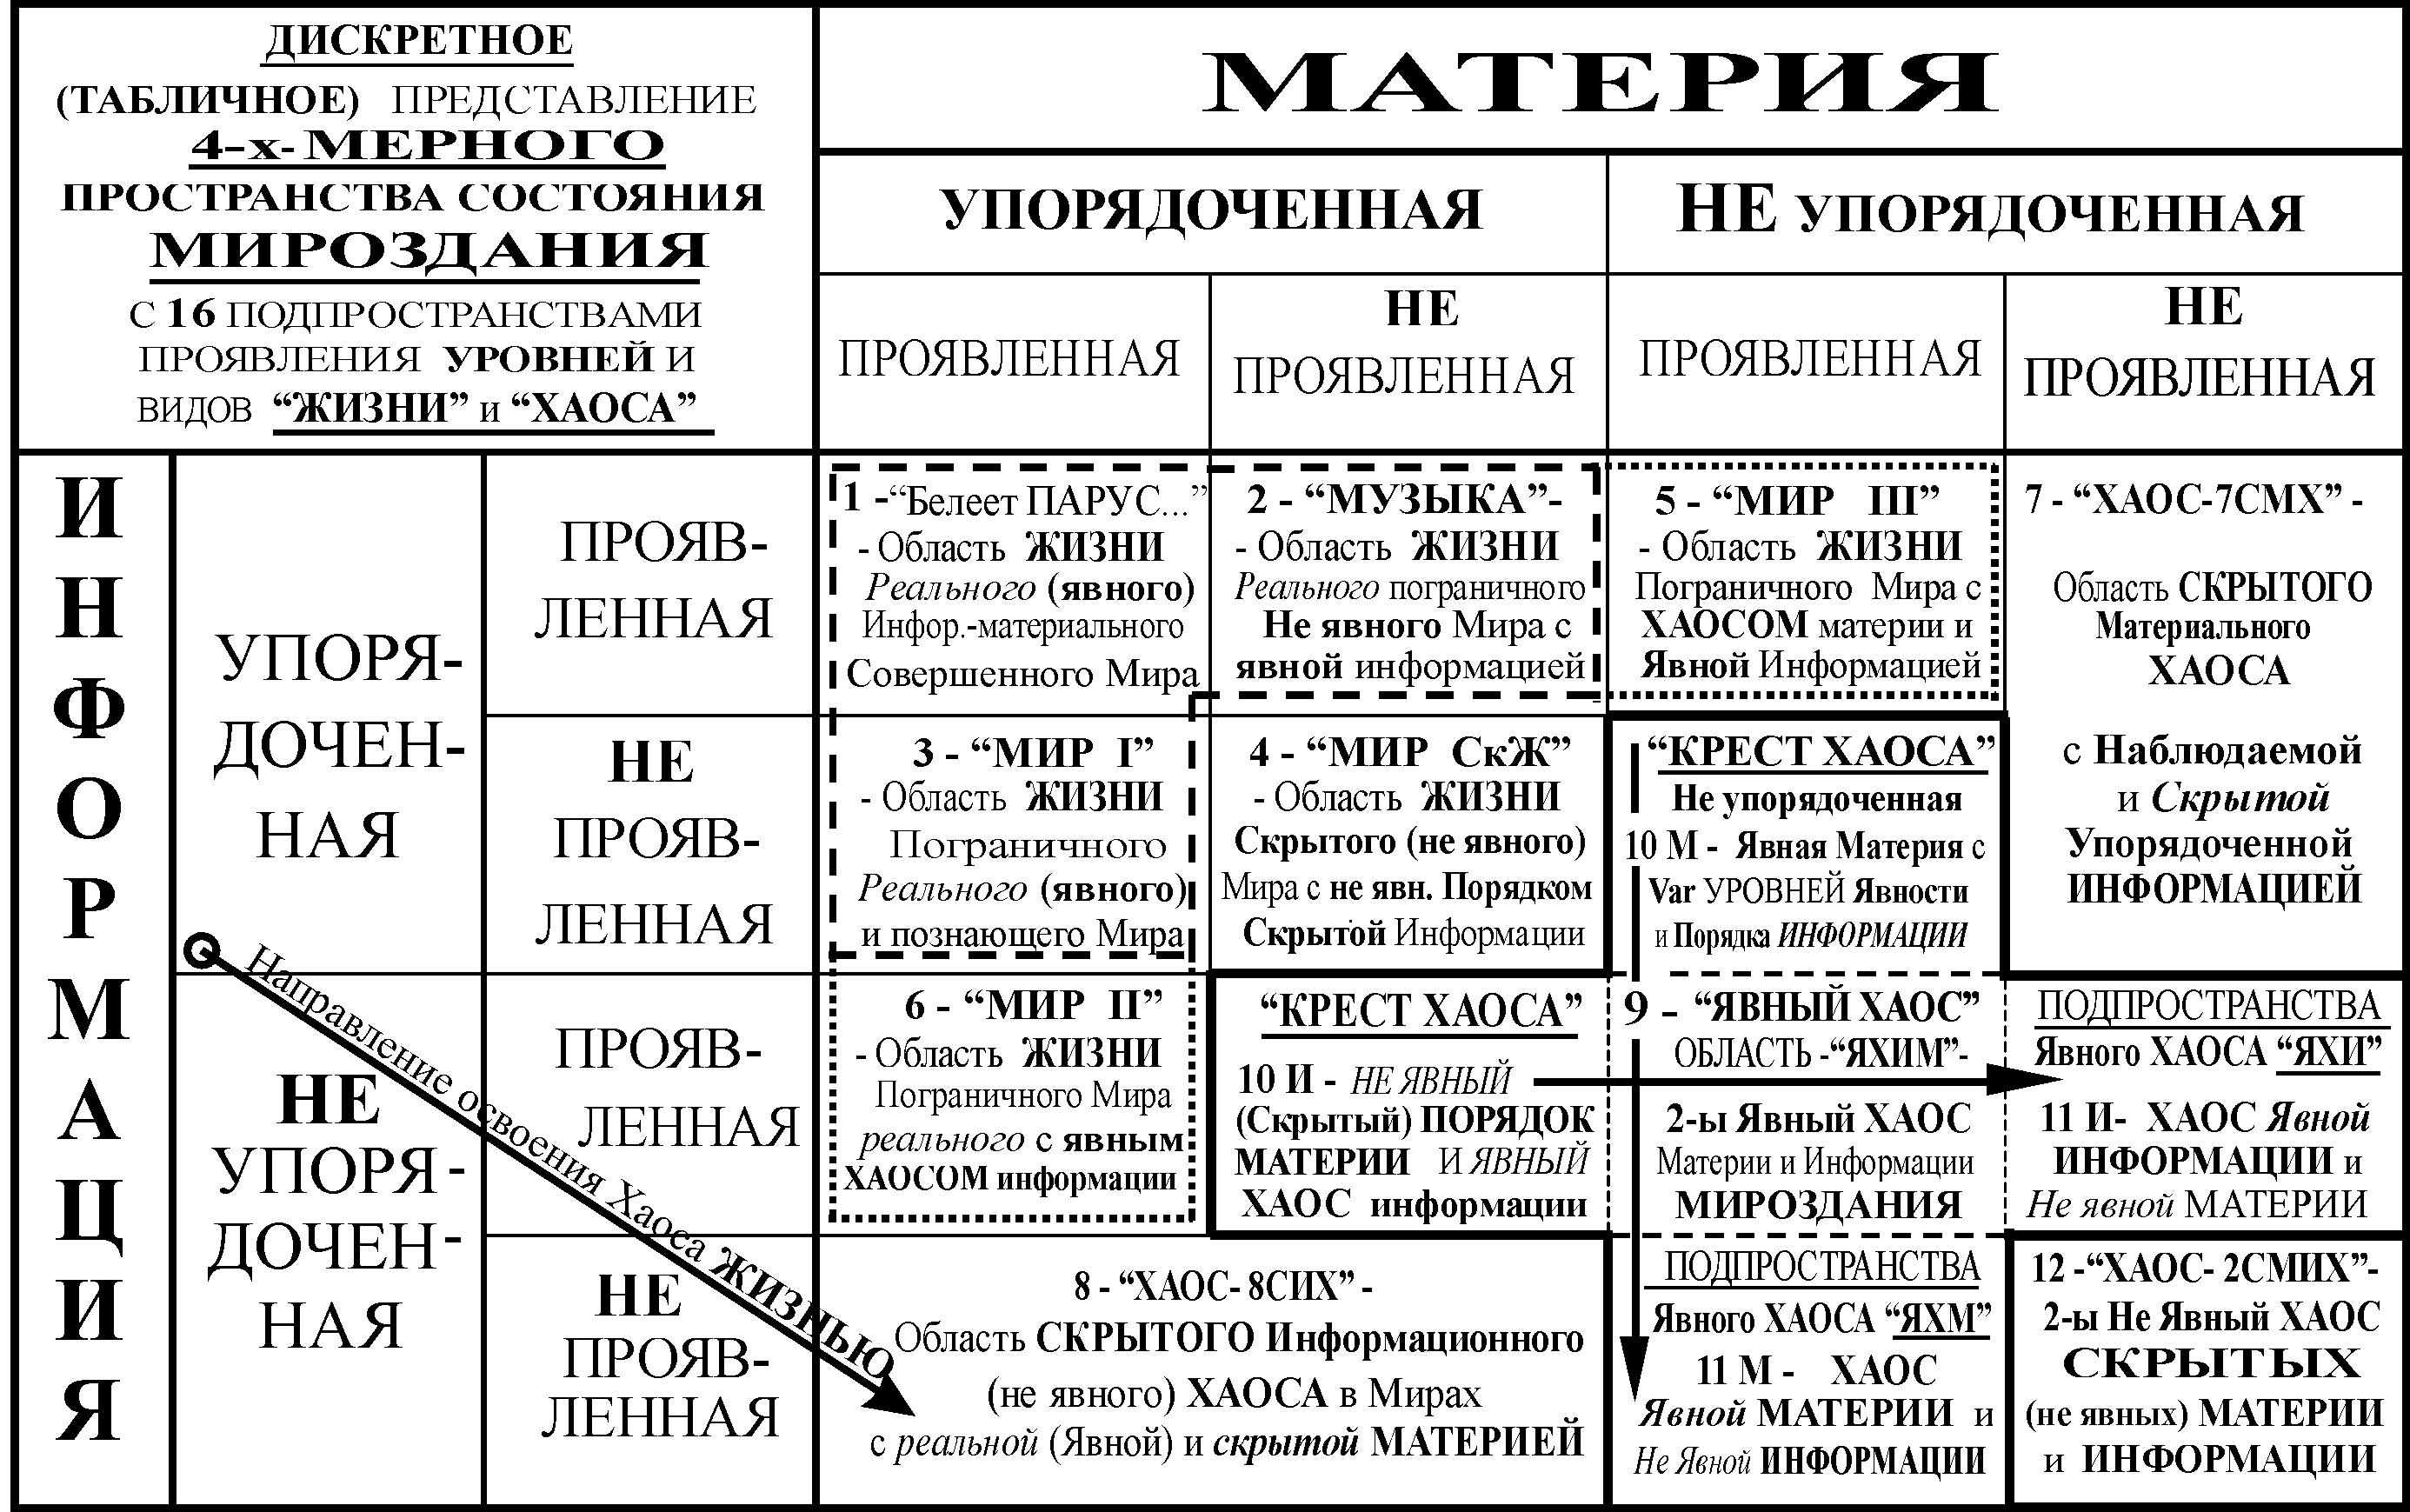 ДИСКРЕТНОЕ
(ТАБЛИЧНОЕ) ПРЕДСТАВЛЕНИЕ
4-х-МЕРНОГО
ПРОСТРАНСТВА СОСТОЯНИЯ
МИРОЗДАНИЯ
С 16 ПОДПРОСТРАНСТВАМИ
ПРОЯВЛЕНИЯ УРОВНЕЙ И
ВИДОВ “ЖИЗНИ” и “ХАОСА”
МАТЕРИЯ
УПОРЯДОЧЕННАЯ
НЕ УПОРЯДОЧЕННАЯ
ПРОЯВЛЕННАЯ
НЕ
ПРОЯВЛЕННАЯ
ПРОЯВЛЕННАЯ
НЕ
ПРОЯВЛЕННАЯ
ИНФОРМАЦИЯ
УПОРЯ-
ДОЧЕН-
НАЯ
ПРОЯВ-
ЛЕННАЯ
1 -“Белеет ПАРУС...”
- Область ЖИЗНИ
Реального (явного)
Инфор.-материального
Совершенного Мира
2 - “МУЗЫКА”-
- Область ЖИЗНИ
Реального пограничного
Не явного Мира с
явной информацией
5 - “МИР III”
- Область ЖИЗНИ
Пограничного Мира с
ХАОСОМ материи и
Явной Информацией
7 - “ХАОС-7СМХ” -
Область СКРЫТОГО
Материального
ХАОСА
с Наблюдаемой
и Скрытой
Упорядоченной
ИНФОРМАЦИЕЙ
НЕ
ПРОЯВ-
ЛЕННАЯ
3 - “МИР I”
- Область ЖИЗНИ
Пограничного
Реального (явного)
и познающего Мира
4 - “МИР СкЖ”
- Область ЖИЗНИ
Скрытого (не явного)
Мира с не явн. Порядком
Скрытой Информации
“КРЕСТ ХАОСА”
Не упорядоченная
10 М - Явная Материя с
Var УРОВНЕЙ Явности
и Порядка ИНФОРМАЦИИ
Направление освоения Хаоса ЖИЗНЬЮ
НЕ
УПОРЯ-
ДОЧЕН-
НАЯ
ПРОЯВ-
ЛЕННАЯ
6 - “МИР II”
- Область ЖИЗНИ
Пограничного Мира
реального с явным
ХАОСОМ информации
“КРЕСТ ХАОСА”
10 И - НЕ ЯВНЫЙ
(Скрытый) ПОРЯДОК
МАТЕРИИ И ЯВНЫЙ
ХАОС информации
9 - “ЯВНЫЙ ХАОС”
ОБЛАСТЬ -“ЯХИМ”-
2-ы Явный ХАОС
Материи и Информации
МИРОЗДАНИЯ
ПОДПРОСТРАНСТВА
Явного ХАОСА “ЯХИ”
11 И- ХАОС Явной
ИНФОРМАЦИИ и
Не явной МАТЕРИИ
НЕ
ПРОЯВ-
ЛЕННАЯ
8 - “ХАОС- 8СИХ” -
Область СКРЫТОГО Информационного
(не явного) ХАОСА в Мирах
с реальной (Явной) и скрытой МАТЕРИЕЙ
ПОДПРОСТРАНСТВА
Явного ХАОСА “ЯХМ”
11 М - ХАОС
Явной МАТЕРИИ и
Не Явной ИНФОРМАЦИИ
12 -“ХАОС- 2СМИХ”-
2-ы Не Явный ХАОС
СКРЫТЫХ
(не явных) МАТЕРИИ
и ИНФОРМАЦИИ